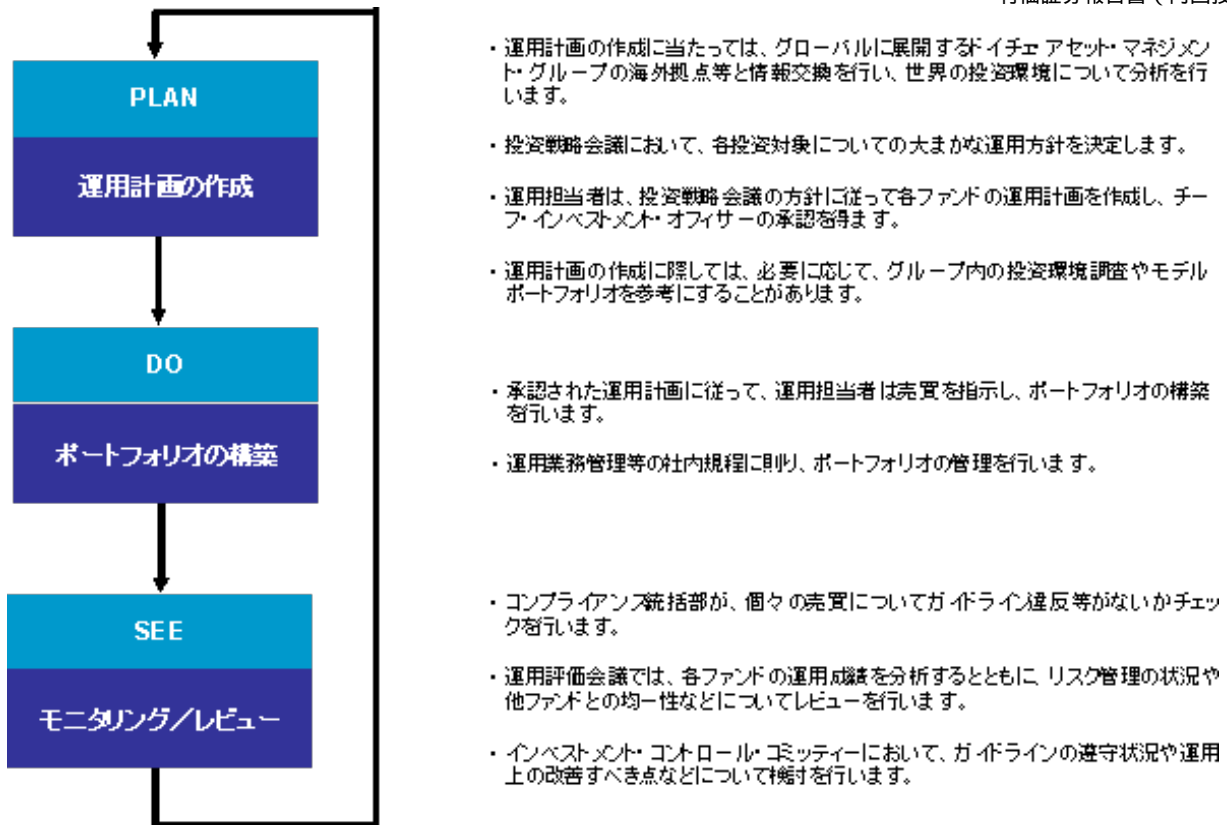 PLAN
運用計画の作成
・運用計画の作成に当たっては、グローバルに展開するドイチェ アセット・マネジメン
ト・グループの海外拠点等と情報交換を行い、世界の投資環境について分析を行
います。
・投資戦略会議において、各投資対象についての大まかな運用方針を決定します。
・運用担当者は、投資戦略会議の方針に従って各ファンドの運用計画を作成し、チー
フ・インベストメント・オフィサーの承認を得ます。
・運用計画の作成に際しては、必要に応じて、グループ内の投資環境調査やモデル
ポートフォリオを参考にすることがあります。
DO
ポートフォリオの構築
・承認された運用計画に従って、運用担当者は売買を指示し、ポートフォリオの構築
を行います。
・運用業務管理等の社内規程に則り、ポートフォリオの管理を行います。
SEE
モニタリング／レビュー
・コンプライアンス統括部が、個々の売買についてガイドライン違反等がないかチェッ
クを行います。
・運用評価会議では、各ファンドの運用成績を分析するとともに、リスク管理の状況や
他ファンドとの均一性などについてレビューを行います。
・インベストメント・コントロール・コミッティーにおいて、ガイドラインの遵守状況や運用
上の改善すべき点などについて検討を行います。